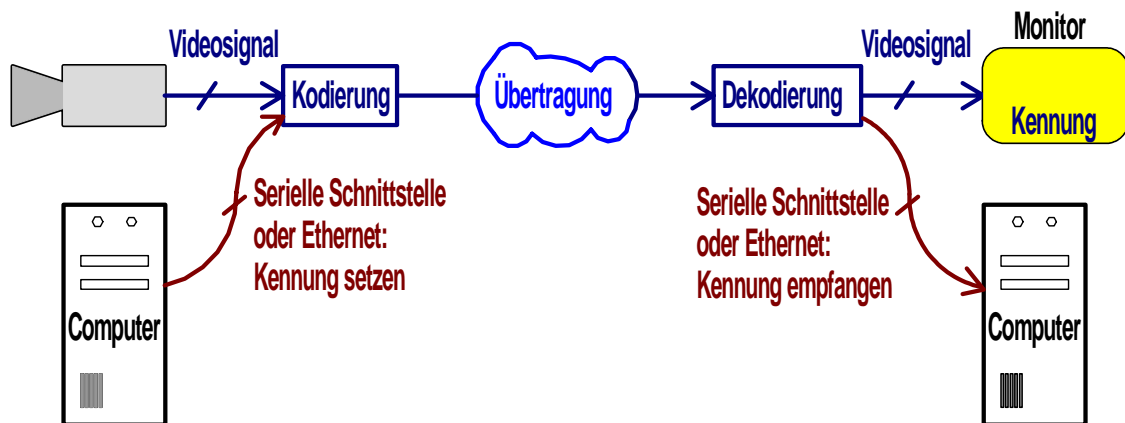 Videosignal
Kodierung
Übertragung
Dekodierung
Videosignal
Monitor
Kennung
Serielle Schnittstelle
oder Ethernet:
Kennung setzen
Computer
Serielle Schnittstelle
oder Ethernet:
Kennung empfangen
Computer